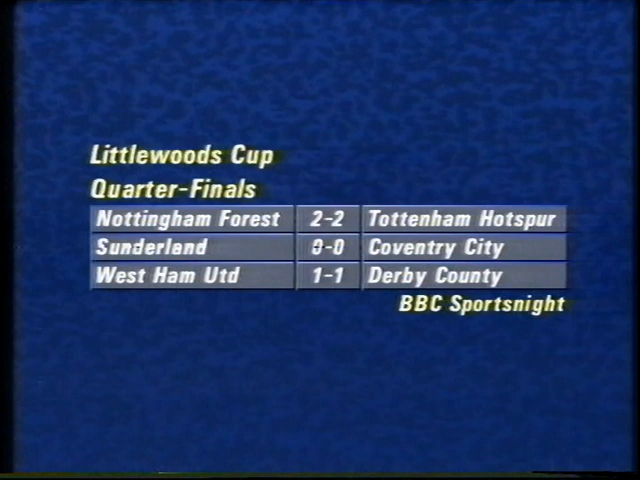 Littlewoods Cup
Quarter-Finals
Nottingham Forest 2-2 Tottenham Hotspur
Sunderland 0-0 Coventry City
West Ham Utd 1-1 Derby County
BBC Sportsnight